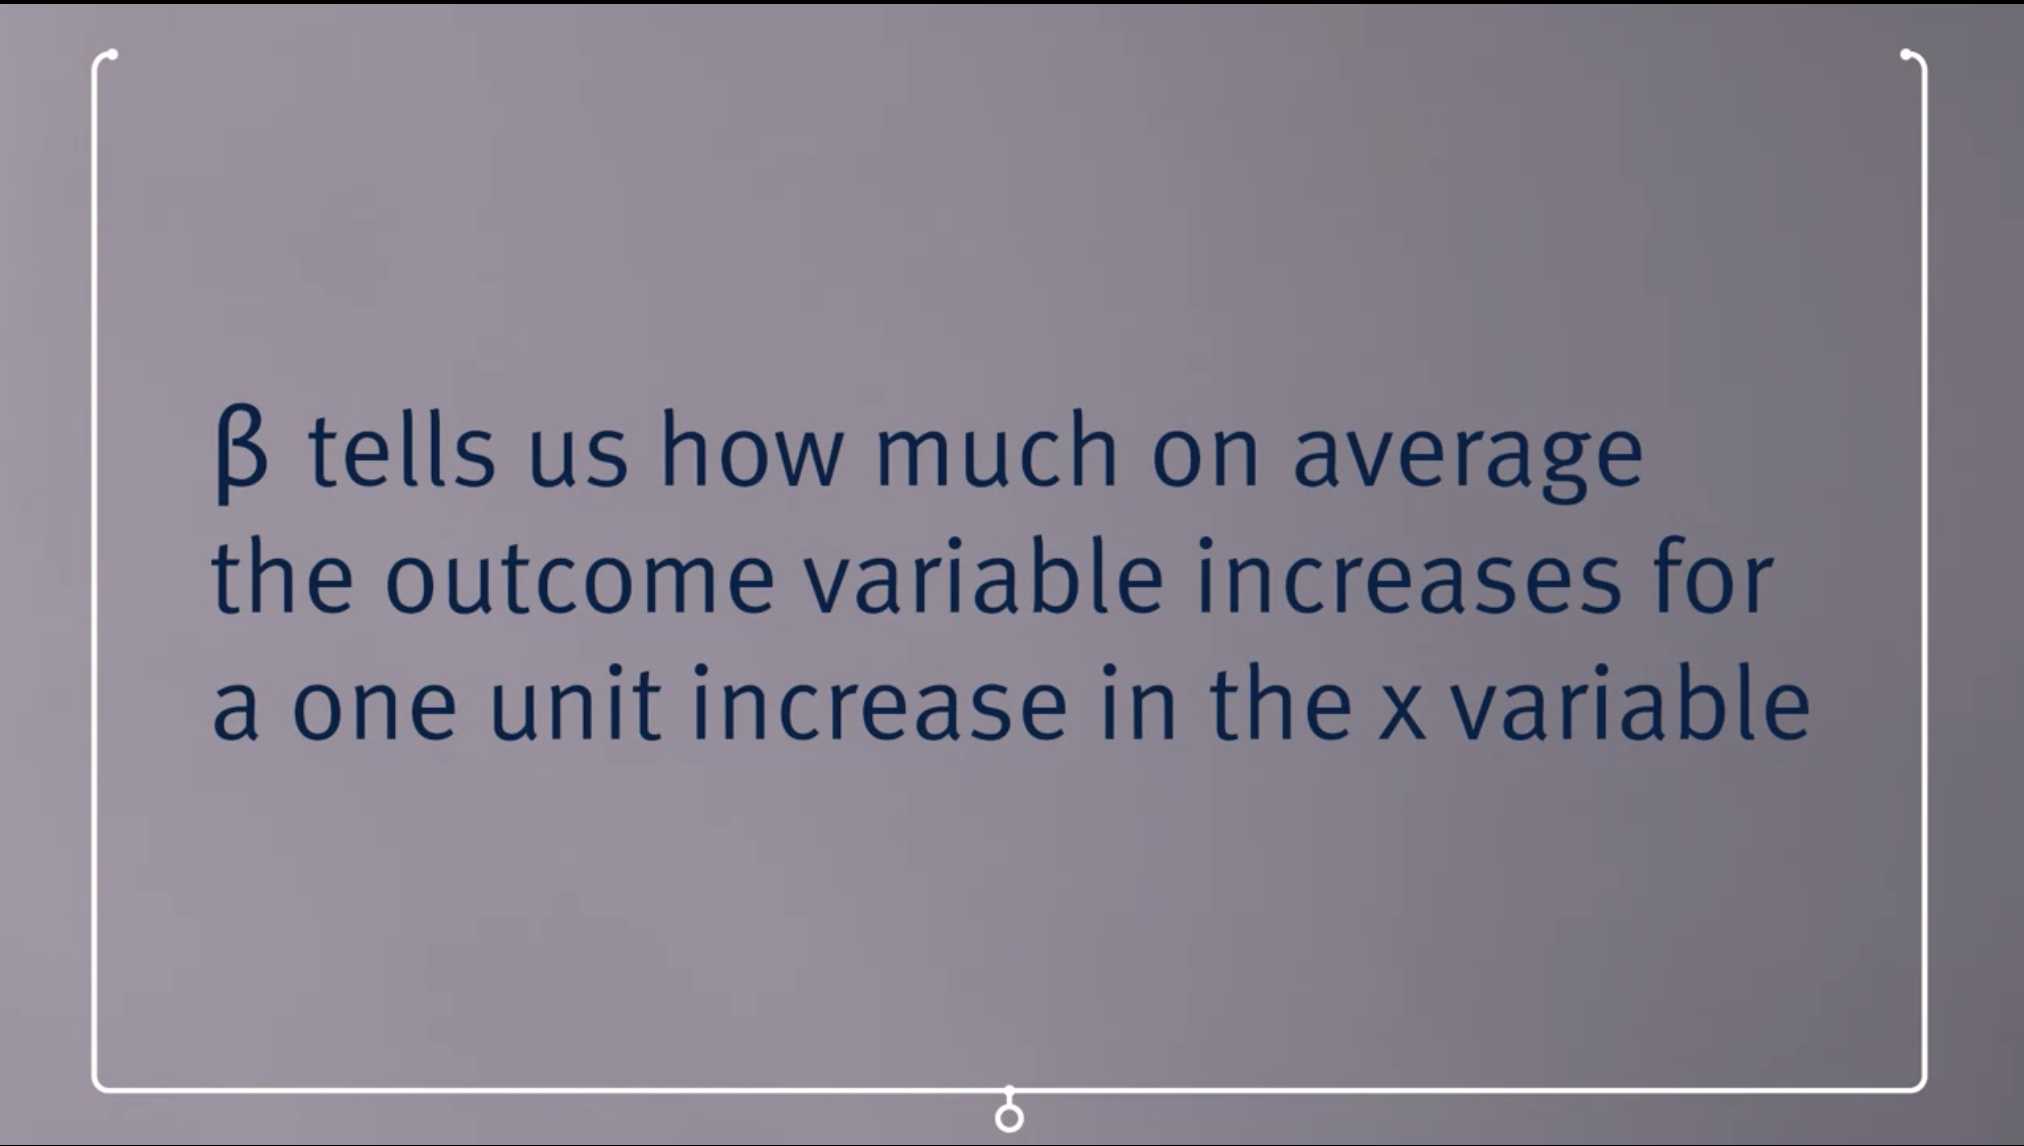 β tells us how much on average
the outcome variable increases for
a one unit increase in the x variable